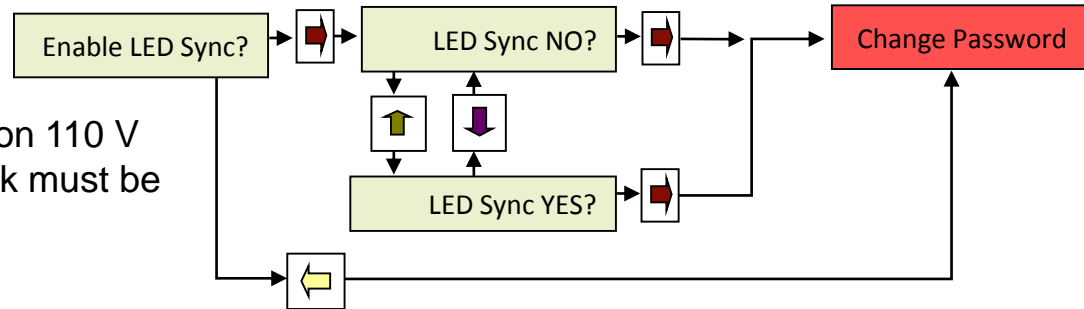 Enable LED Sync?
LED Sync NO?
Change Password
on 110 V
k must be
LED Sync YES?